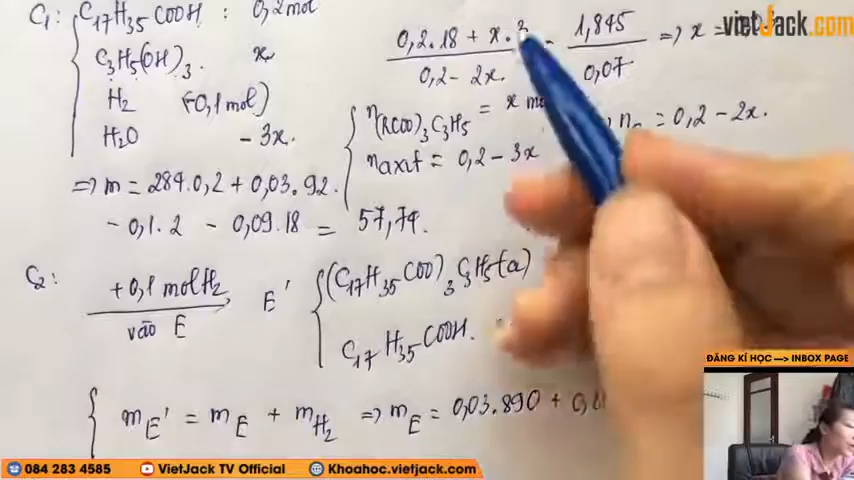 C₁: C₁₇H₃₅COOH : 0,2 mol
C₃H₅(OH)₃. x
H₂ (-0,1 mol)
H₂O - 3x.
=> m = 284.0,2 + 0,03.92.
- 0,1.2 - 0,09.18 = 57,74.
0,2.18 + x.3
0,2 - 2x.
1,845
0,07
=> x =
n(RCOO)₃C₃H₅ = x
naxit = 0,2 - 3x
= 0,2 - 2x.
C₂: +0,1 mol H₂
vào E
E' (C₁₇H₃₅COO)₃C₃H₅ (a)
C₁₇H₃₅COOH.
mE' = mE + mH₂ => mE = 0,03.890 +
vietJack.com
ĐĂNG KÍ HỌC ---> INBOX PAGE
084 283 4585 VietJack TV Official Khoahoc.vietjack.com